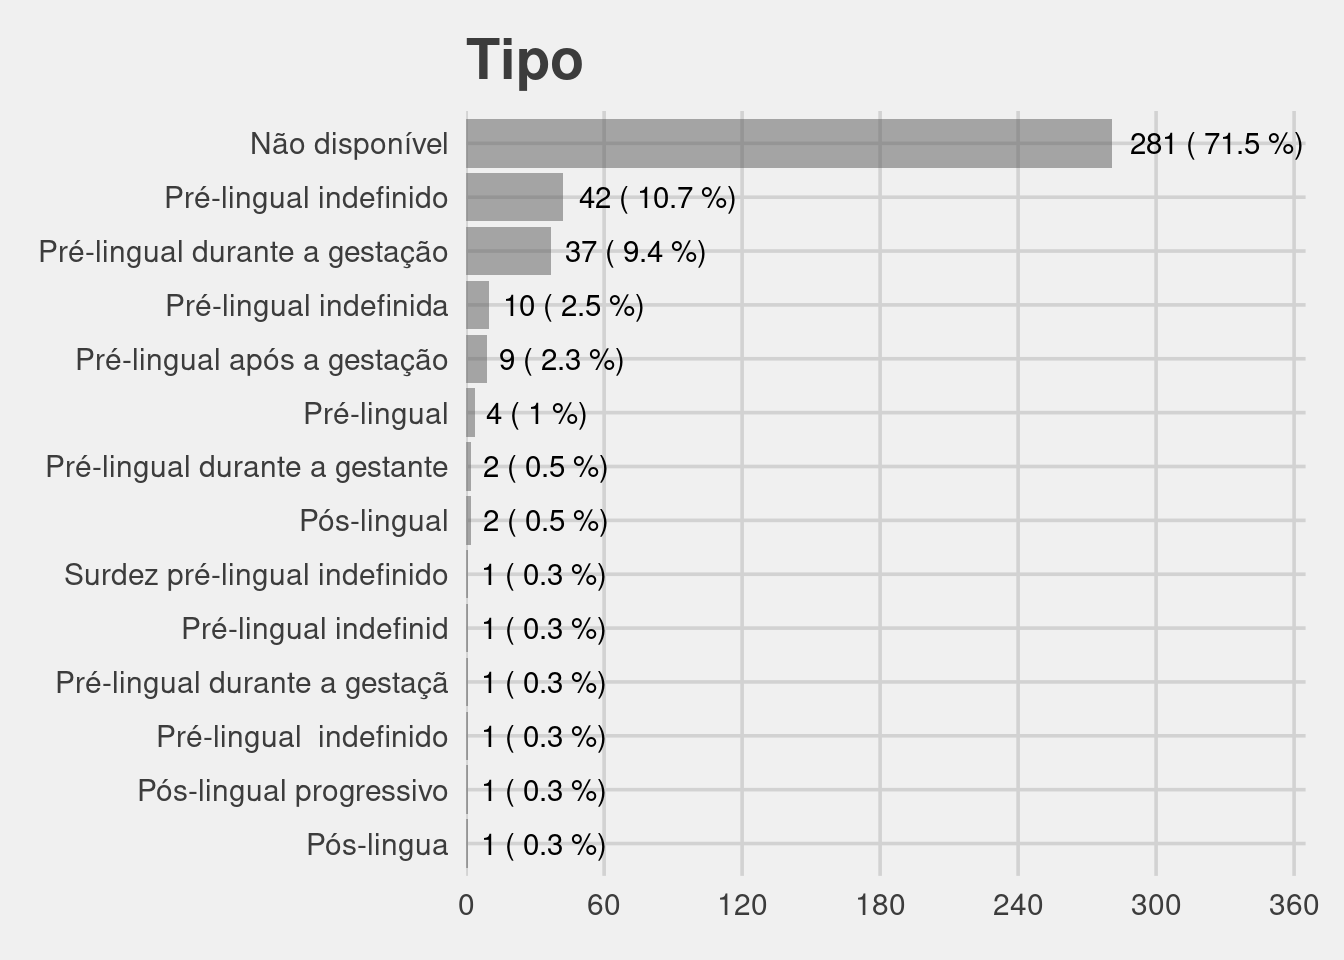 Tipo
Não disponível 281 ( 71.5 %)
Pré-lingual indefinido 42 ( 10.7 %)
Pré-lingual durante a gestação 37 ( 9.4 %)
Pré-lingual indefinida 10 ( 2.5 %)
Pré-lingual após a gestação 9 ( 2.3 %)
Pré-lingual 4 ( 1 %)
Pré-lingual durante a gestante 2 ( 0.5 %)
Pós-lingual 2 ( 0.5 %)
Surdez pré-lingual indefinido 1 ( 0.3 %)
Pré-lingual indefinid 1 ( 0.3 %)
Pré-lingual durante a gestaçã 1 ( 0.3 %)
Pré-lingual  indefinido 1 ( 0.3 %)
Pós-lingual progressivo 1 ( 0.3 %)
Pós-lingua 1 ( 0.3 %)
0 60 120 180 240 300 360